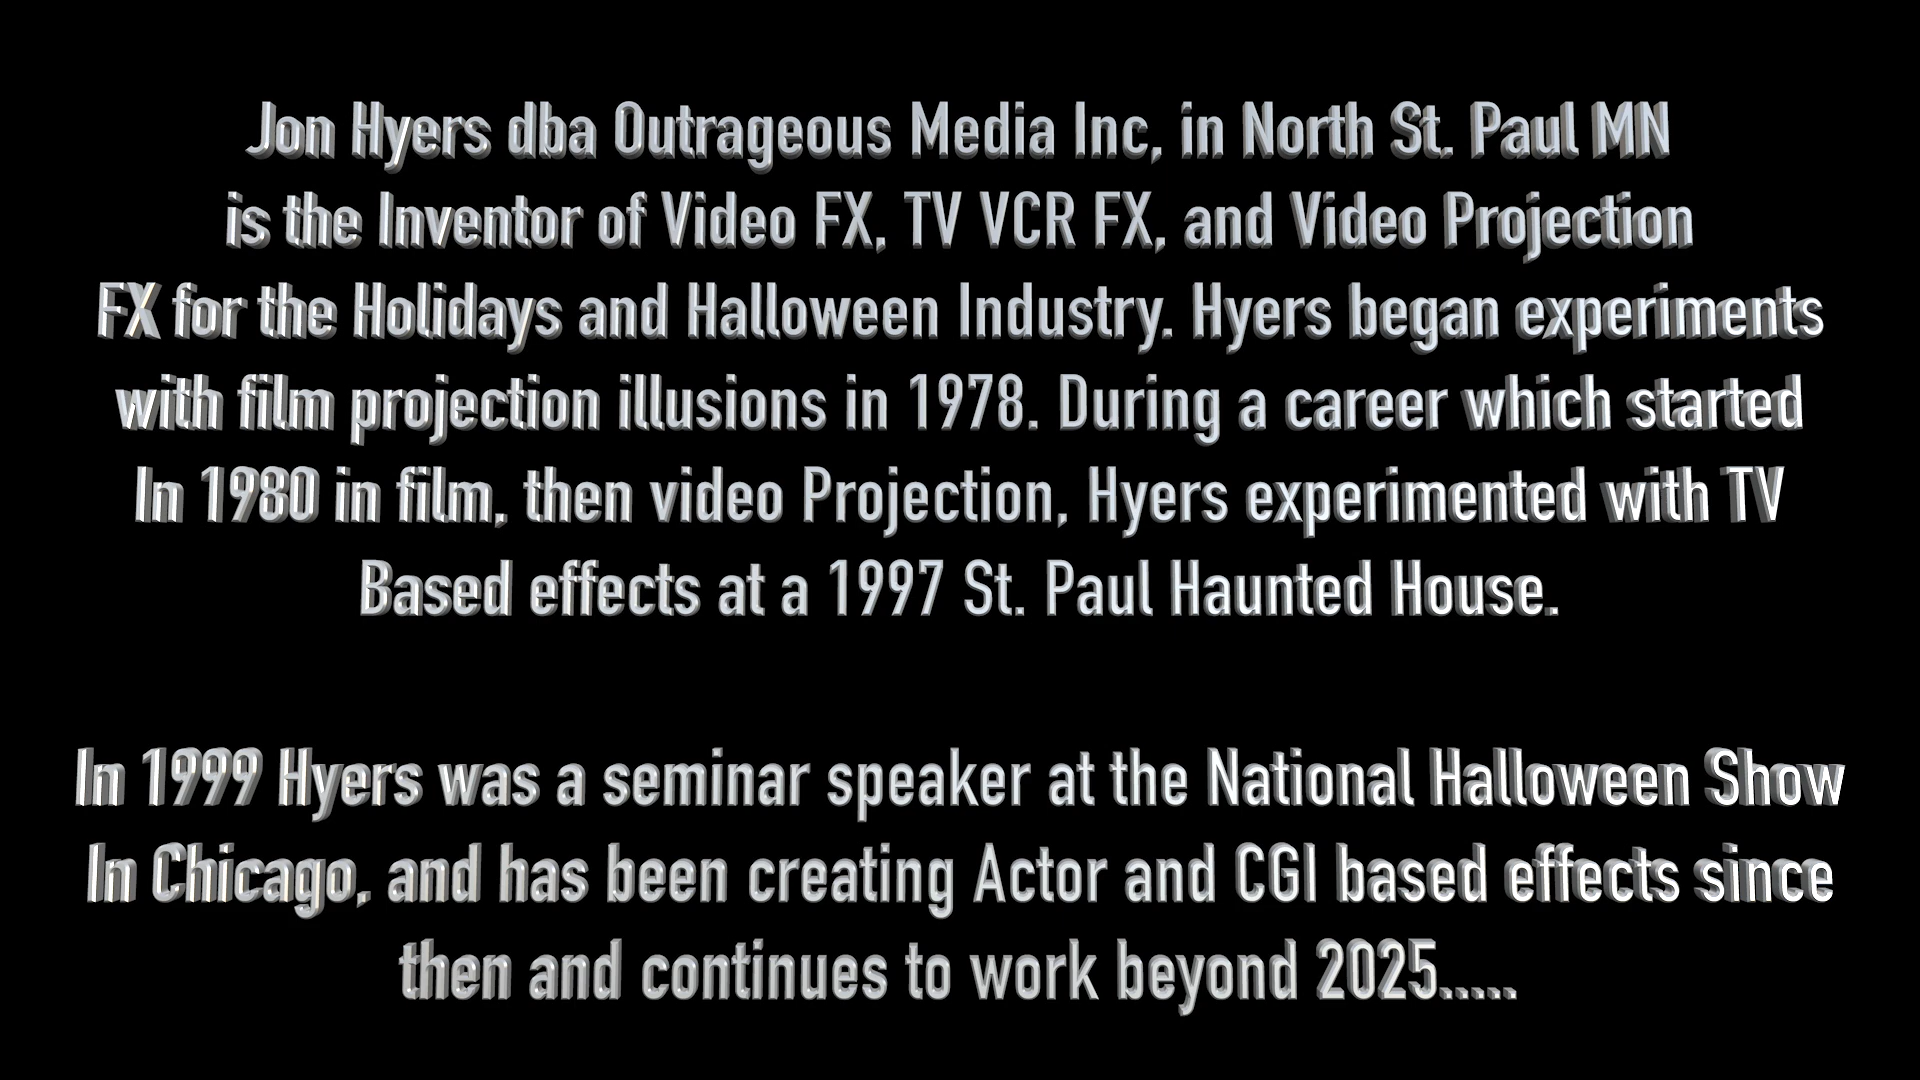 Jon Hyers dba Outrageous Media Inc, in North St. Paul MN
is the Inventor of Video FX, TV VCR FX, and Video Projection
FX for the Holidays and Halloween Industry. Hyers began experiments
with film projection illusions in 1978. During a career which started
In 1980 in film, then video Projection, Hyers experimented with TV
Based effects at a 1997 St. Paul Haunted House.
In 1999 Hyers was a seminar speaker at the National Halloween Show
In Chicago, and has been creating Actor and CGI based effects since
then and continues to work beyond 2025.....